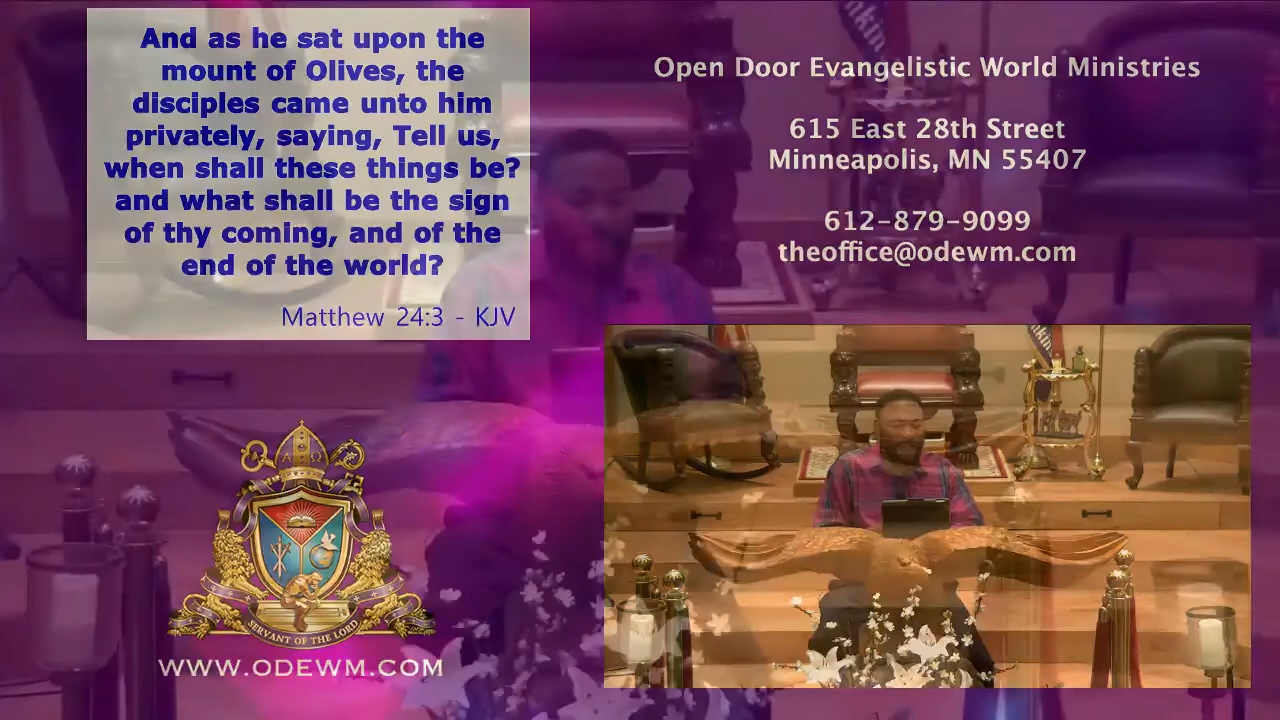 And as he sat upon the
mount of Olives, the
disciples came unto him
privately, saying, Tell us,
when shall these things be?
and what shall be the sign
of thy coming, and of the
end of the world?
Matthew 24:3 - KJV
Open Door Evangelistic World Ministries
615 East 28th Street
Minneapolis, MN 55407
612-879-9099
theoffice@odewm.com
A Ω
SERVANT OF THE LORD
WWW.ODEWM.COM